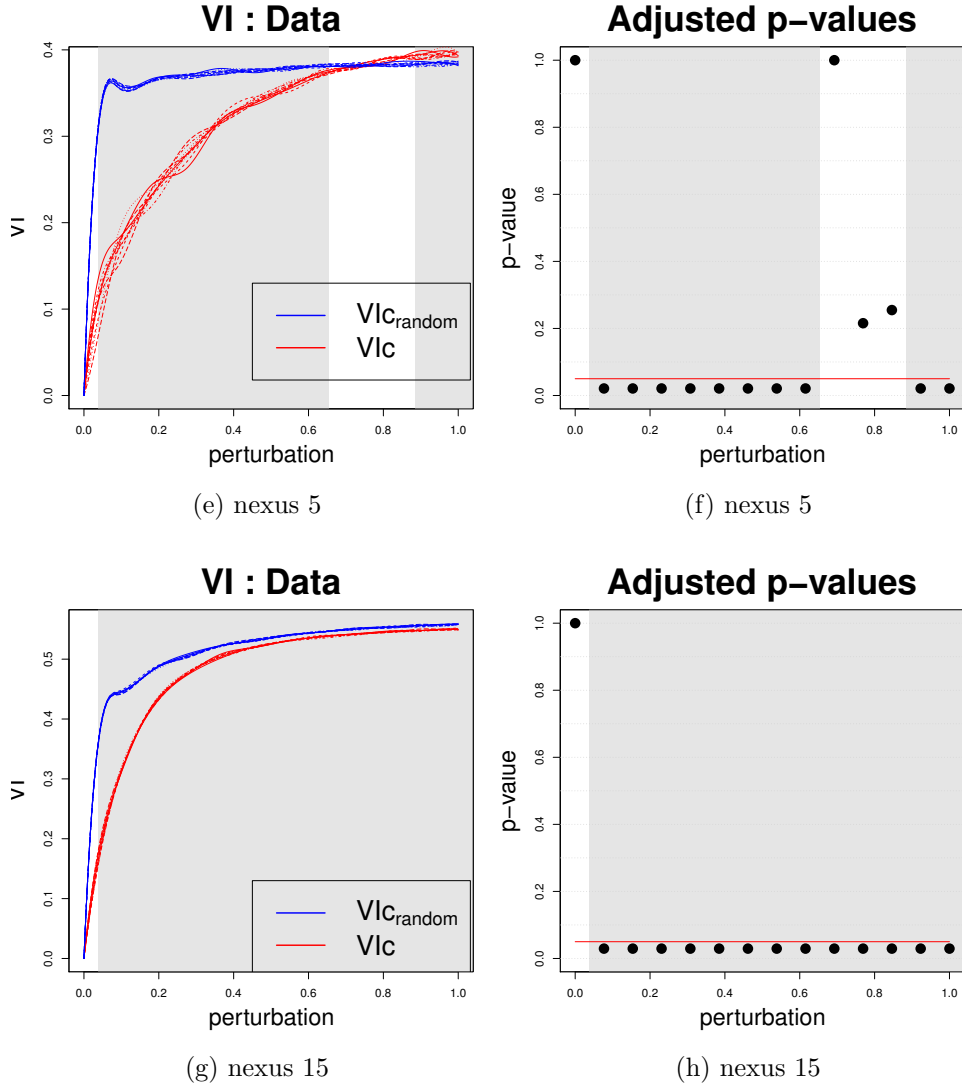 VI : Data
Adjusted p−values
VI
0.0
0.1
0.2
0.3
0.4
VIc_random
VIc
0.0 0.2 0.4 0.6 0.8 1.0
perturbation
p−value
0.0
0.2
0.4
0.6
0.8
1.0
0.0 0.2 0.4 0.6 0.8 1.0
perturbation
(e) nexus 5
(f) nexus 5
VI : Data
Adjusted p−values
VI
0.0
0.1
0.2
0.3
0.4
0.5
VIc_random
VIc
0.0 0.2 0.4 0.6 0.8 1.0
perturbation
p−value
0.0
0.2
0.4
0.6
0.8
1.0
0.0 0.2 0.4 0.6 0.8 1.0
perturbation
(g) nexus 15
(h) nexus 15